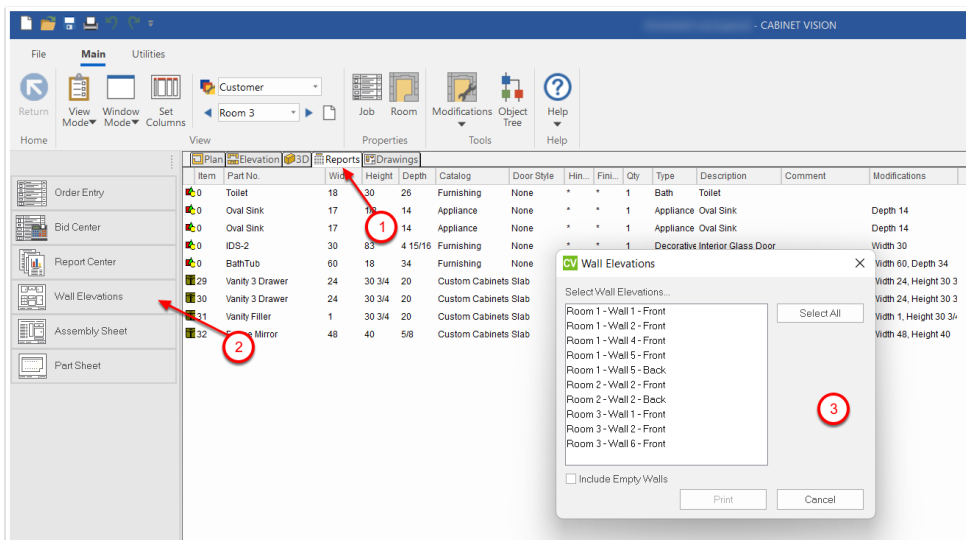 - CABINET VISION
File Main Utilities
Return
View Mode
Window Mode
Set Columns
Customer
Room 3
Job
Room
Modifications
Object Tree
Help
Home View Properties Tools Help
Plan Elevation 3D Reports Drawings
Order Entry
Bid Center
Report Center
Wall Elevations
Assembly Sheet
Part Sheet
Item Part No. Height Depth Catalog Door Style Hin... Fini... Qty Type Description Comment Modifications
0 Toilet 18 30 26 Furnishing None * * 1 Bath Toilet
0 Oval Sink 17 14 Appliance None * * 1 Appliance Oval Sink Depth 14
0 Oval Sink 17 14 Appliance None * * 1 Appliance Oval Sink Depth 14
0 IDS-2 30 83 4 15/16 Furnishing None * * 1 Decorative Interior Glass Door Width 30
0 BathTub 60 18 34 Furnishing None Width 60, Depth 34
29 Vanity 3 Drawer 24 30 3/4 20 Custom Cabinets Slab Width 24, Height 30 3
30 Vanity 3 Drawer 24 30 3/4 20 Custom Cabinets Slab Width 24, Height 30 3
31 Vanity Filler 1 30 3/4 20 Custom Cabinets Slab Width 1, Height 30 3/4
32 Mirror 48 40 5/8 Custom Cabinets Slab Width 48, Height 40
1
2
CV Wall Elevations
Select Wall Elevations...
Room 1 - Wall 1 - Front
Room 1 - Wall 2 - Front
Room 1 - Wall 4 - Front
Room 1 - Wall 5 - Front
Room 1 - Wall 5 - Back
Room 2 - Wall 2 - Front
Room 2 - Wall 2 - Back
Room 3 - Wall 1 - Front
Room 3 - Wall 2 - Front
Room 3 - Wall 6 - Front
Select All
3
Include Empty Walls
Print Cancel